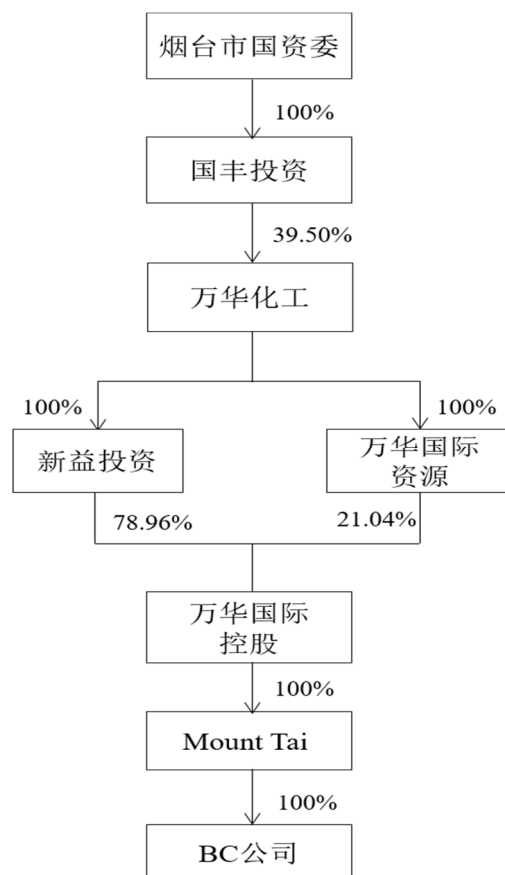 烟台市国资委
100%
国丰投资
39.50%
万华化工
100%
100%
新益投资
万华国际
资源
78.96%
21.04%
万华国际
控股
100%
Mount Tai
100%
BC公司